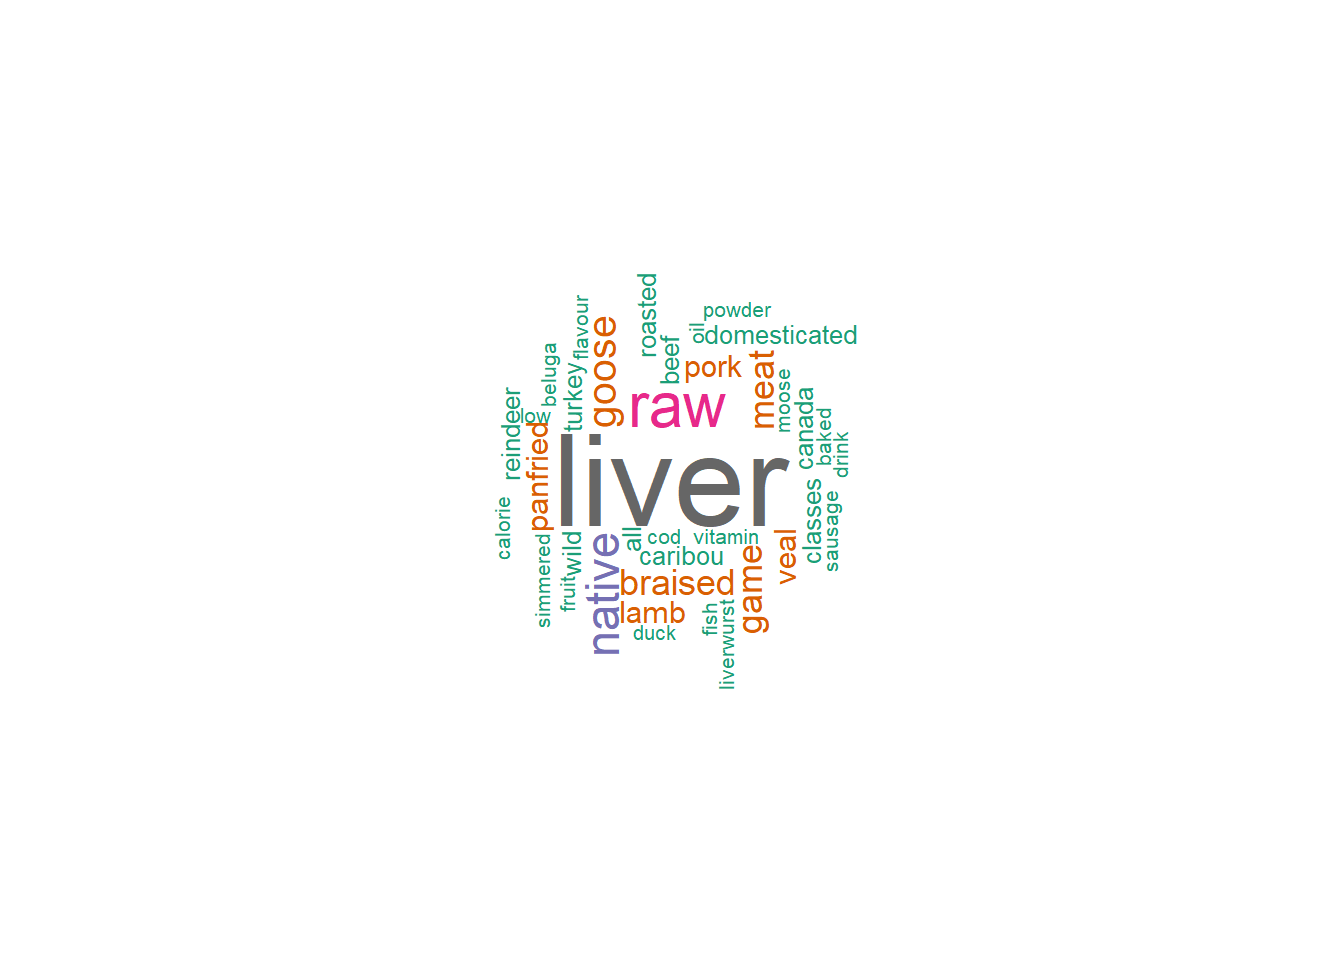 roasted
powder
flavour
oil
domesticated
goose
beef
pork
beluga
turkey
meat
moose
raw
reindeer
low
canada
baked
drink
panfried
liver
calorie
classes
sausage
simmered
wild
all
cod
vitamin
caribou
veal
fruit
native
braised
game
lamb
fish
duck
liverwurst